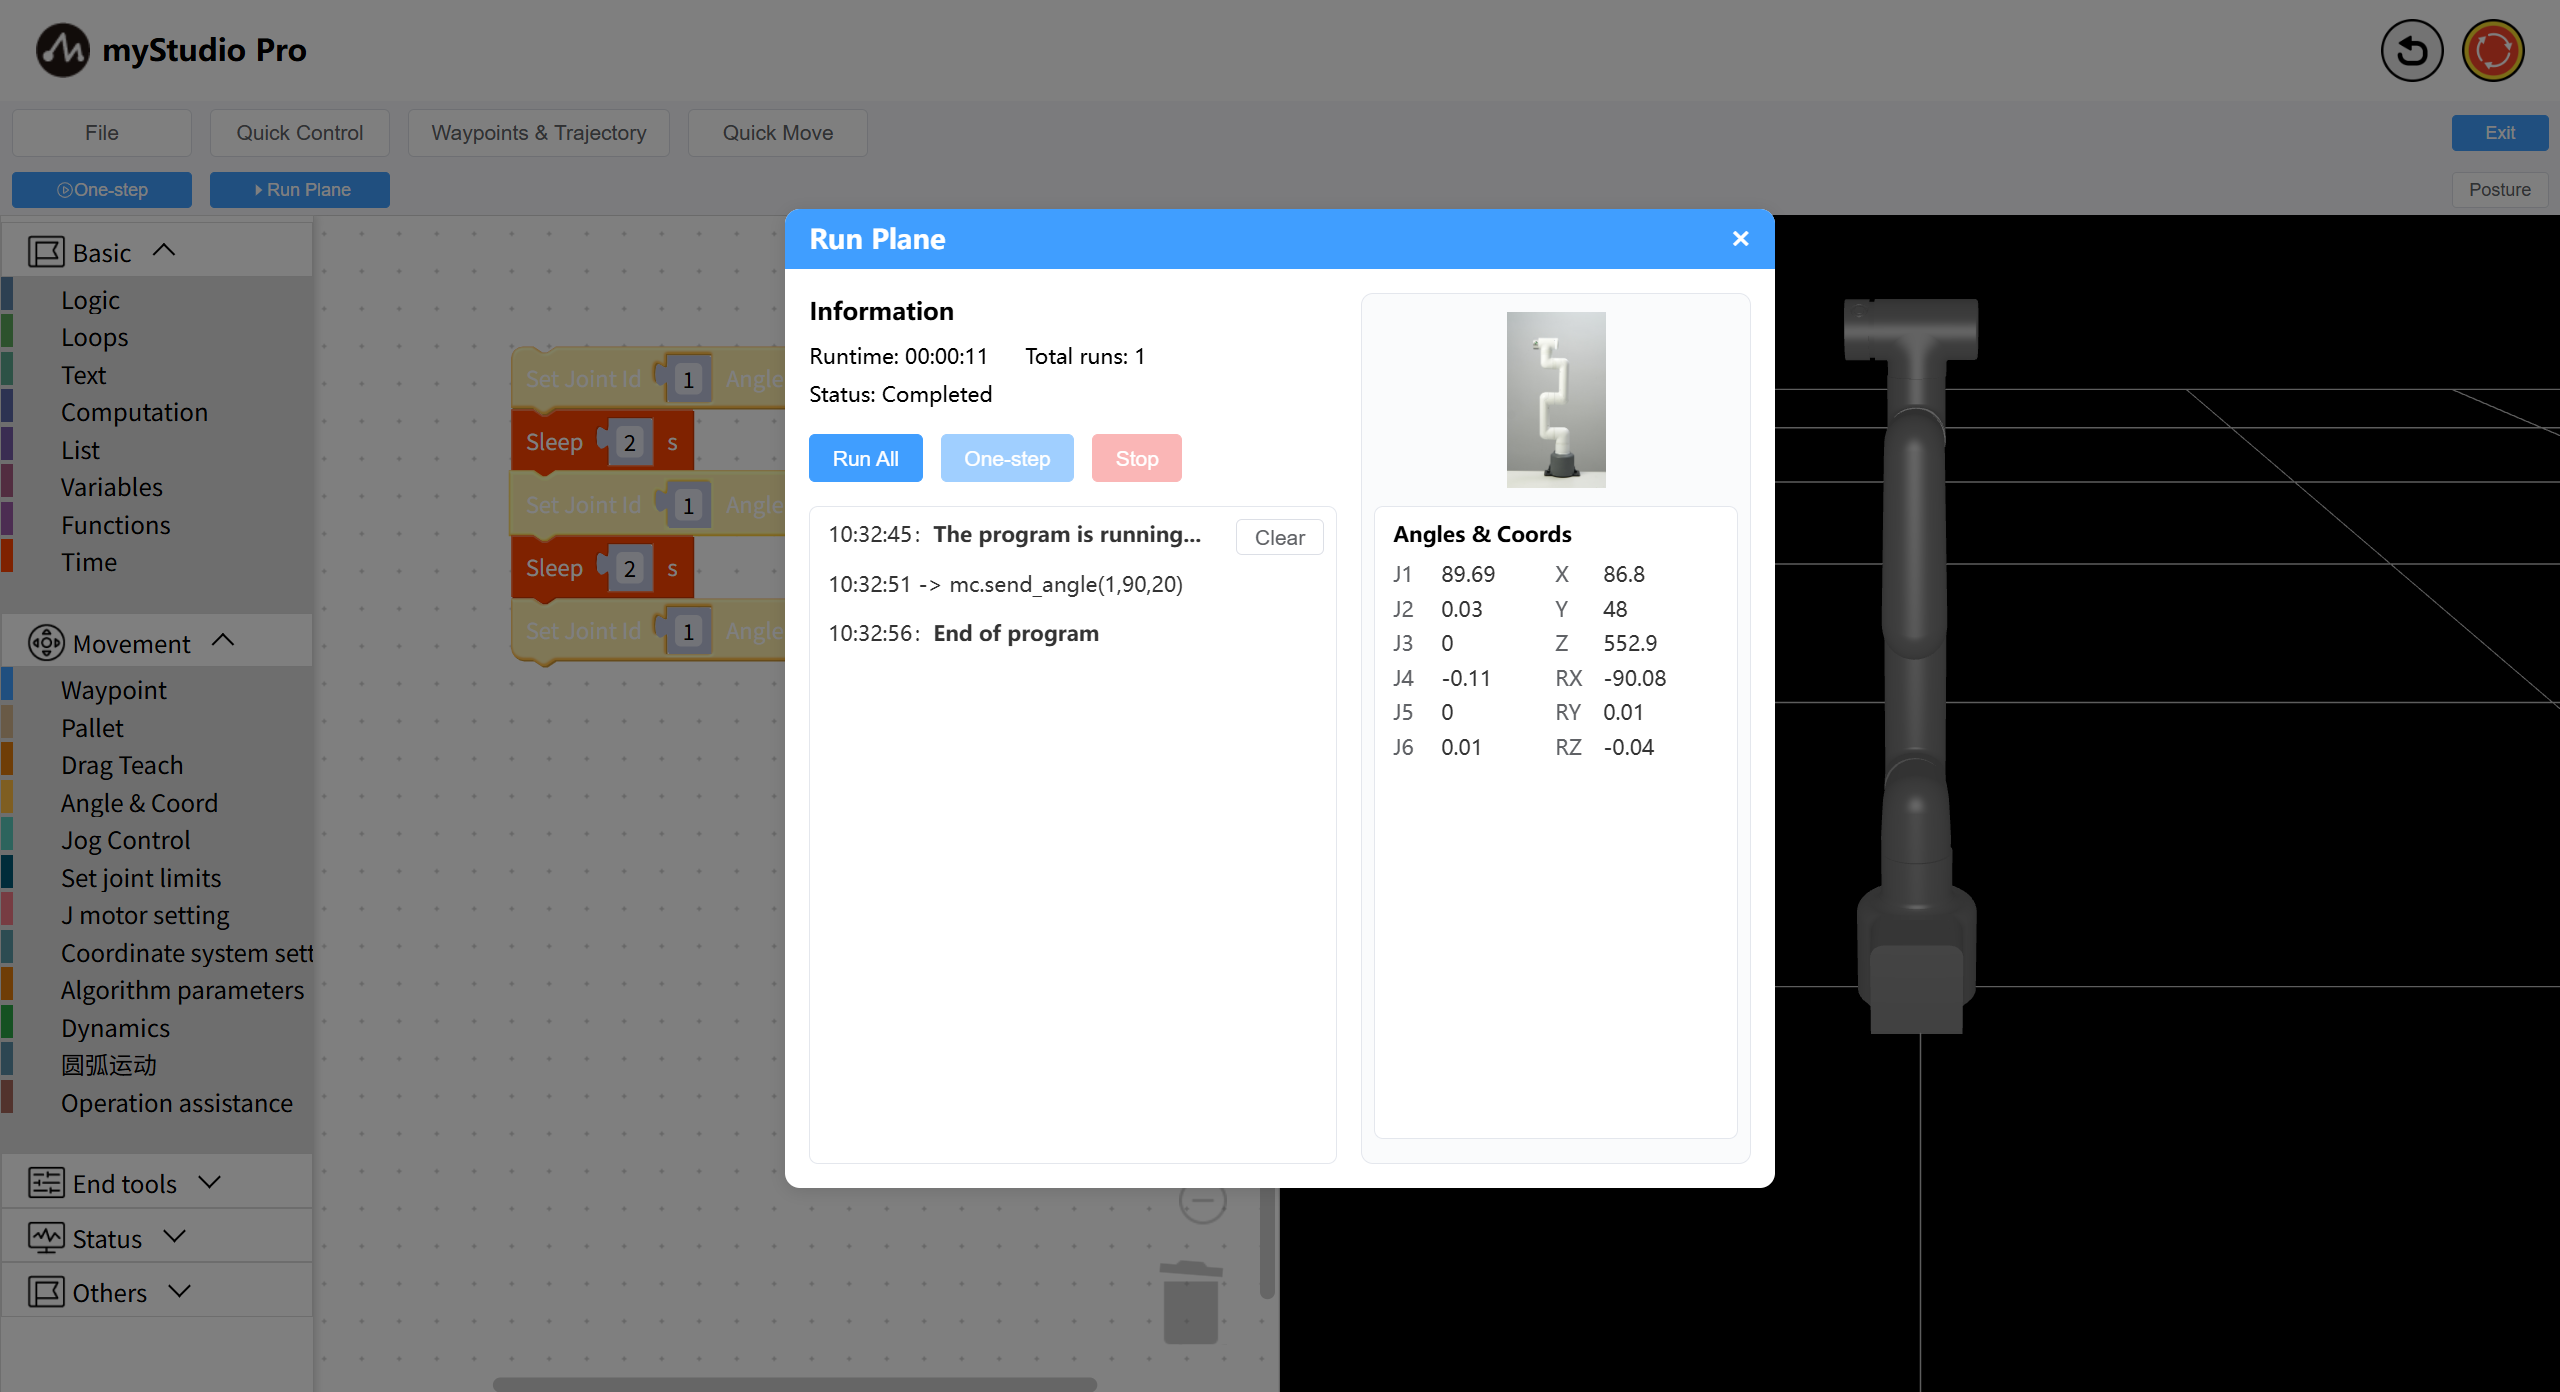 myStudio Pro
File
Quick Control
Waypoints & Trajectory
Quick Move
Exit
One-step
Run Plane
Posture
Basic
Logic
Loops
Text
Computation
List
Variables
Functions
Time
Movement
Waypoint
Pallet
Drag Teach
Angle & Coord
Jog Control
Set joint limits
J motor setting
Coordinate system sett
Algorithm parameters
Dynamics
圆弧运动
Operation assistance
End tools
Status
Others
Set Joint Id 1 Angle
Sleep 2 s
Set Joint Id 1 Angle
Sleep 2 s
Set Joint Id 1 Angle
Run Plane
Information
Runtime: 00:00:11 Total runs: 1
Status: Completed
Run All
One-step
Stop
10:32:45: The program is running...
Clear
10:32:51 -> mc.send_angle(1,90,20)
10:32:56: End of program
Angles & Coords
J1 89.69 X 86.8
J2 0.03 Y 48
J3 0 Z 552.9
J4 -0.11 RX -90.08
J5 0 RY 0.01
J6 0.01 RZ -0.04